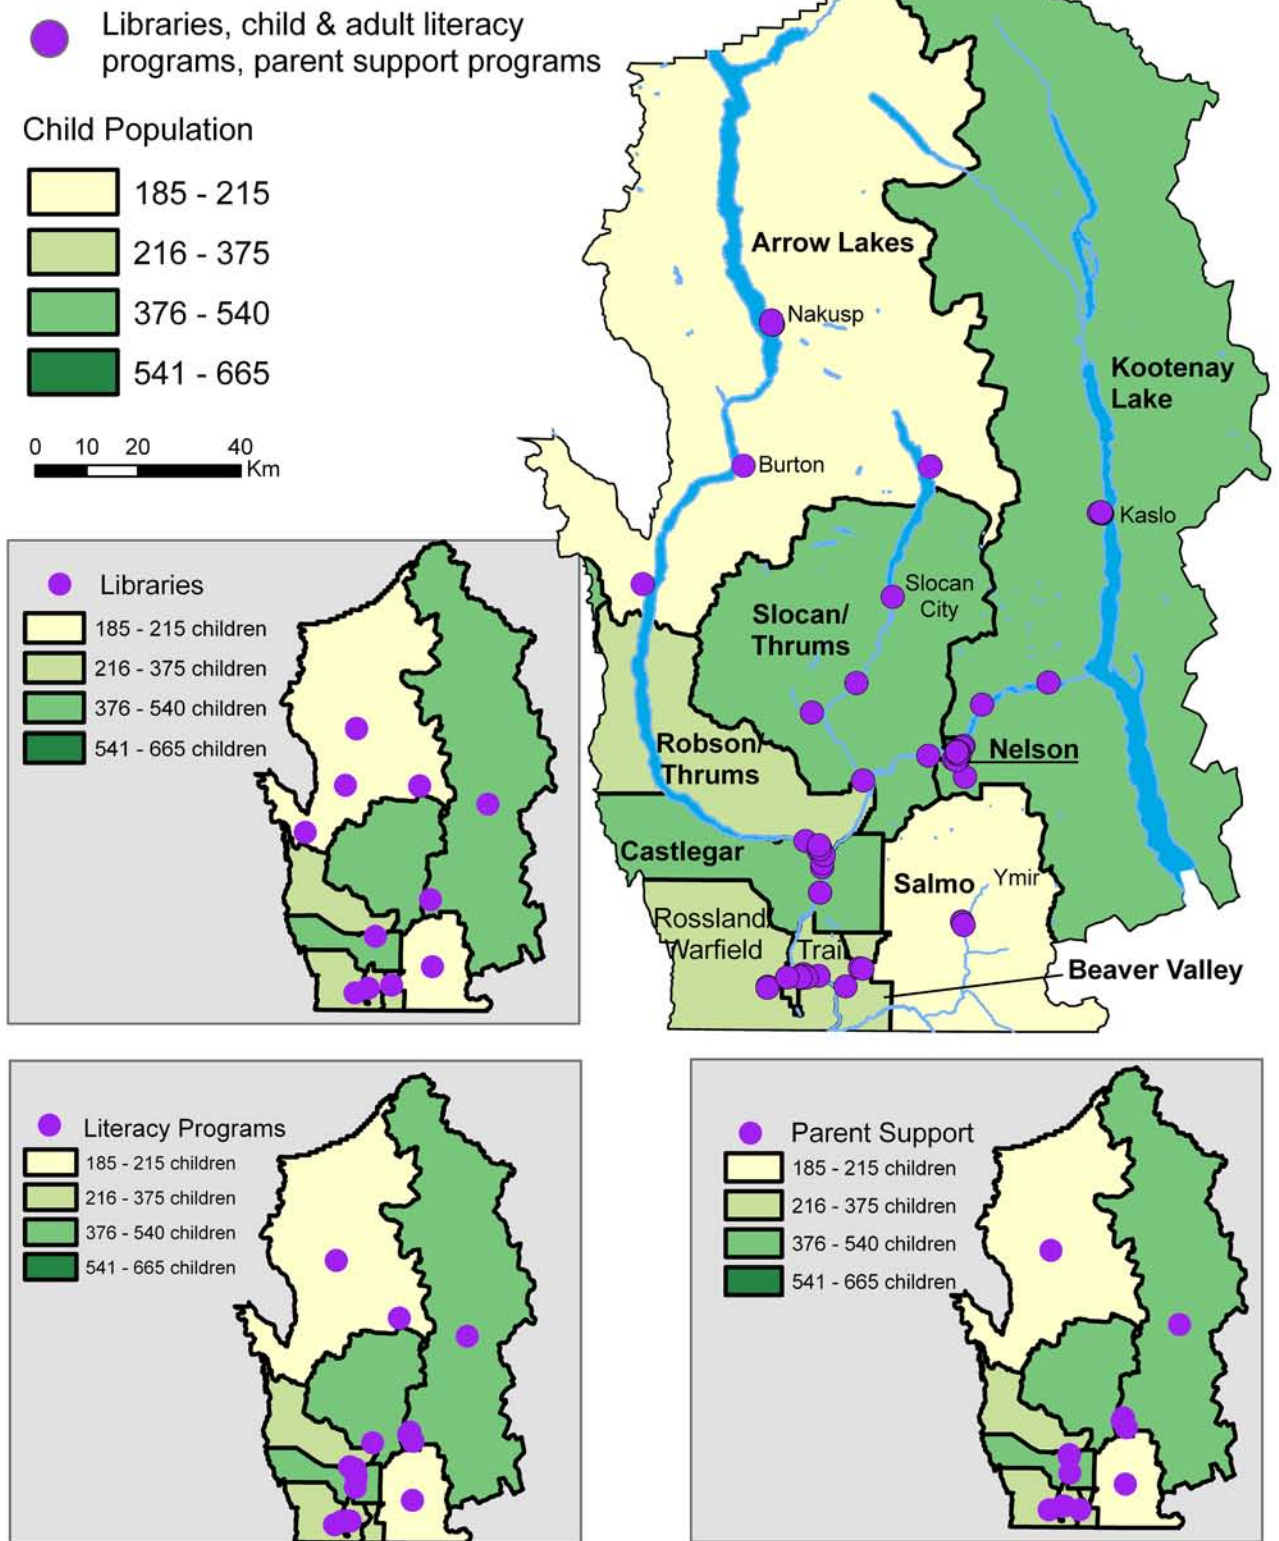 Libraries, child & adult literacy
programs, parent support programs
Child Population
185 - 215
216 - 375
376 - 540
541 - 665
0 10 20 40
Km
Arrow Lakes
Nakusp
Kootenay
Lake
Burton
Kaslo
Slocan
City
Slocan/
Thrums
Robson/
Thrums
Nelson
Castlegar
Salmo
Ymir
Rossland/
Warfield
Trail
Beaver Valley
Libraries
185 - 215 children
216 - 375 children
376 - 540 children
541 - 665 children
Literacy Programs
185 - 215 children
216 - 375 children
376 - 540 children
541 - 665 children
Parent Support
185 - 215 children
216 - 375 children
376 - 540 children
541 - 665 children